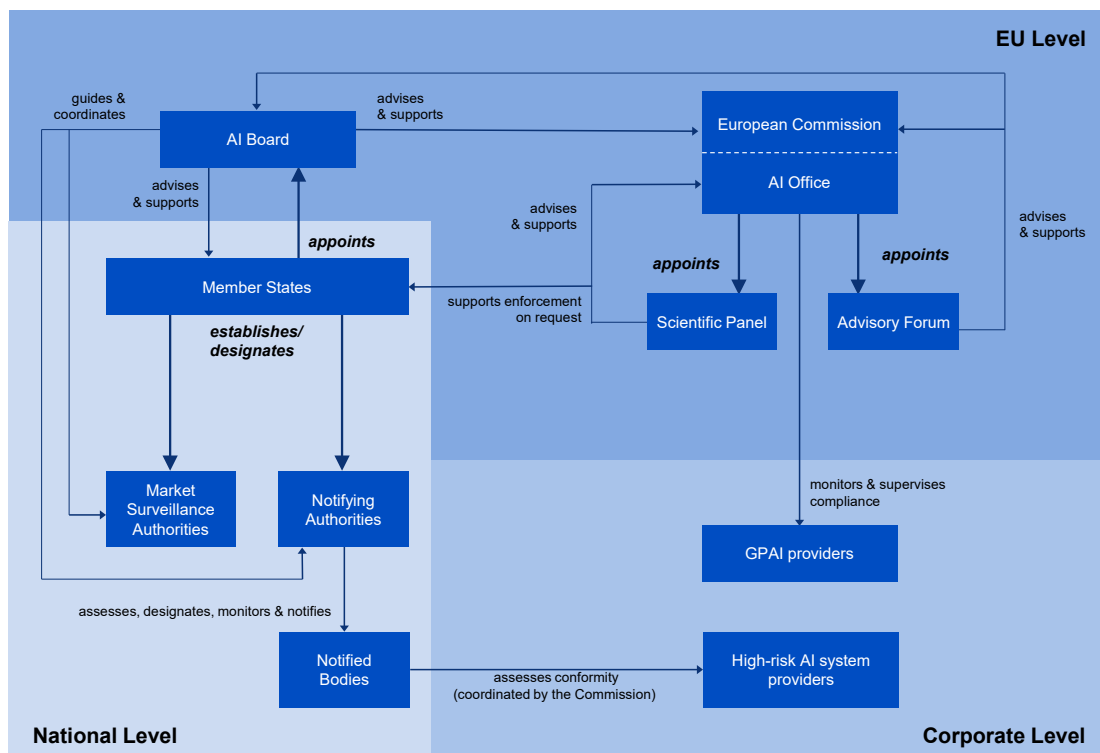 EU Level
guides &
coordinates
advises
& supports
AI Board
European Commission
AI Office
advises
& supports
appoints
advises
& supports
advises
& supports
appoints
appoints
Member States
supports enforcement
on request
Scientific Panel
Advisory Forum
establishes/
designates
Market
Surveillance
Authorities
Notifying
Authorities
monitors & supervises
compliance
GPAI providers
assesses, designates, monitors & notifies
Notified
Bodies
assesses conformity
(coordinated by the Commission)
High-risk AI system
providers
National Level
Corporate Level